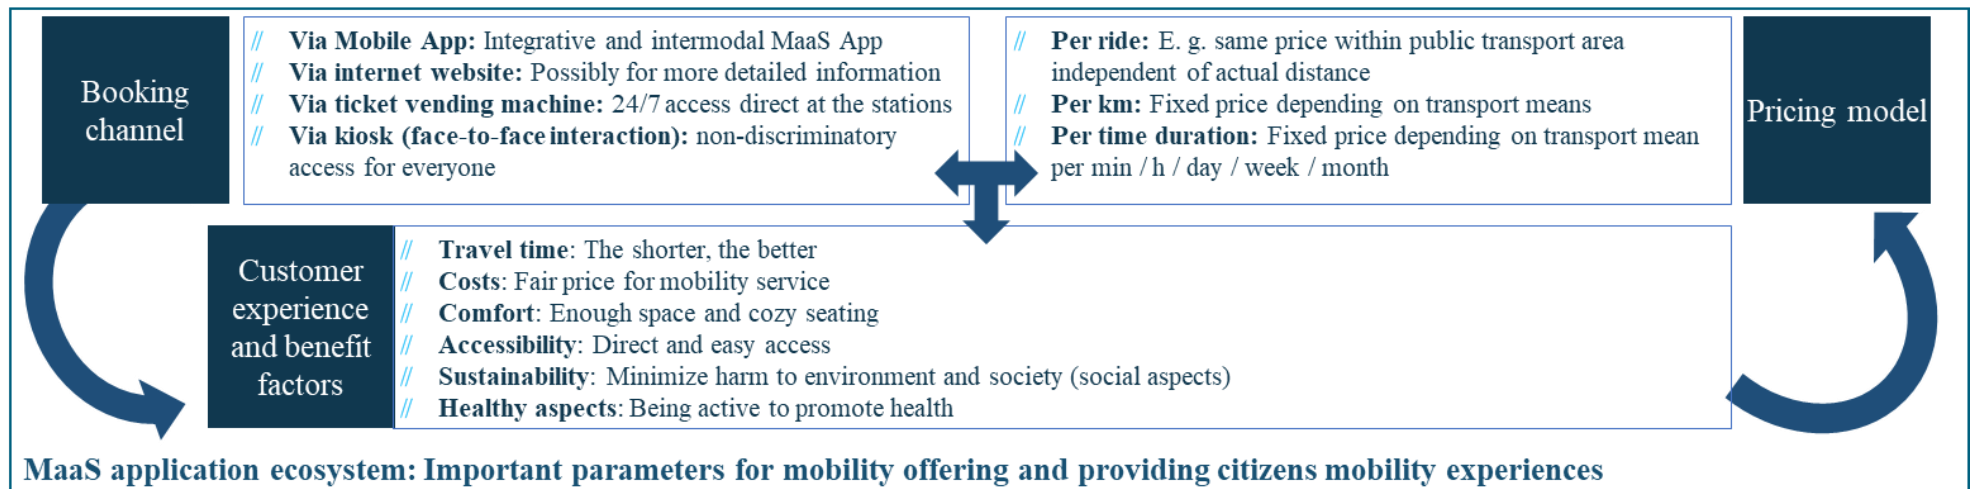 Booking
channel
// Via Mobile App: Integrative and intermodal MaaS App
// Via internet website: Possibly for more detailed information
// Via ticket vending machine: 24/7 access direct at the stations
// Via kiosk (face-to-face interaction): non-discriminatory
access for everyone
// Per ride: E. g. same price within public transport area
independent of actual distance
// Per km: Fixed price depending on transport means
// Per time duration: Fixed price depending on transport mean
per min / h / day / week / month
Pricing model
Customer
experience
and benefit
factors
// Travel time: The shorter, the better
// Costs: Fair price for mobility service
// Comfort: Enough space and cozy seating
// Accessibility: Direct and easy access
// Sustainability: Minimize harm to environment and society (social aspects)
// Healthy aspects: Being active to promote health
MaaS application ecosystem: Important parameters for mobility offering and providing citizens mobility experiences